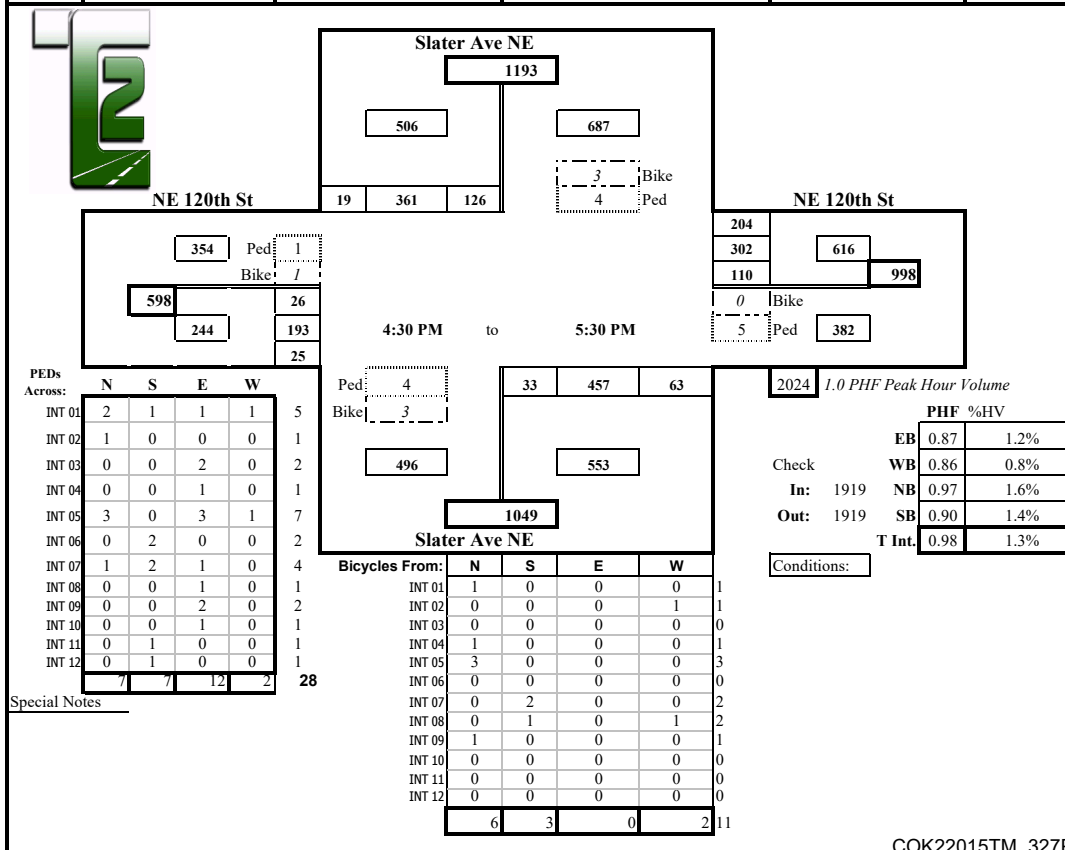 T2
Slater Ave NE
1193
506 687
3 Bike
4 Ped
NE 120th St
19 361 126
NE 120th St
204
302 616
110 998
354 Ped 1
Bike 1
598 26
244 193
25
4:30 PM to 5:30 PM
0 Bike
5 Ped 382
Ped 4
Bike 3
33 457 63
496 553
1049
Slater Ave NE
2024 1.0 PHF Peak Hour Volume
PHF %HV
EB 0.87 1.2%
Check WB 0.86 0.8%
In: 1919 NB 0.97 1.6%
Out: 1919 SB 0.90 1.4%
T Int. 0.98 1.3%
Conditions:
PEDs
Across: N S E W
INT 01 2 1 1 1 5
INT 02 1 0 0 0 1
INT 03 0 0 2 0 2
INT 04 0 0 1 0 1
INT 05 3 0 3 1 7
INT 06 0 2 0 0 2
INT 07 1 2 1 0 4
INT 08 0 0 1 0 1
INT 09 0 0 2 0 2
INT 10 0 0 1 0 1
INT 11 0 1 0 0 1
INT 12 0 1 0 0 1
7 7 12 2 28
Special Notes
Bicycles From: N S E W
INT 01 1 0 0 0 1
INT 02 0 0 0 1 1
INT 03 0 0 0 0 0
INT 04 1 0 0 0 1
INT 05 3 0 0 0 3
INT 06 0 0 0 0 0
INT 07 0 2 0 0 2
INT 08 0 1 0 1 2
INT 09 1 0 0 0 1
INT 10 0 0 0 0 0
INT 11 0 0 0 0 0
INT 12 0 0 0 0 0
6 3 0 2 11